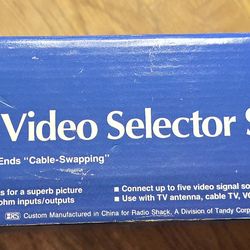 Video Selector S
Ends "Cable-Swapping"
s for a superb picture
ohm inputs/outputs)
■ Connect up to five video signal so
■ Use with TV antenna, cable TV, VC
Custom Manufactured in China for Radio Shack, A Division of Tandy Corp